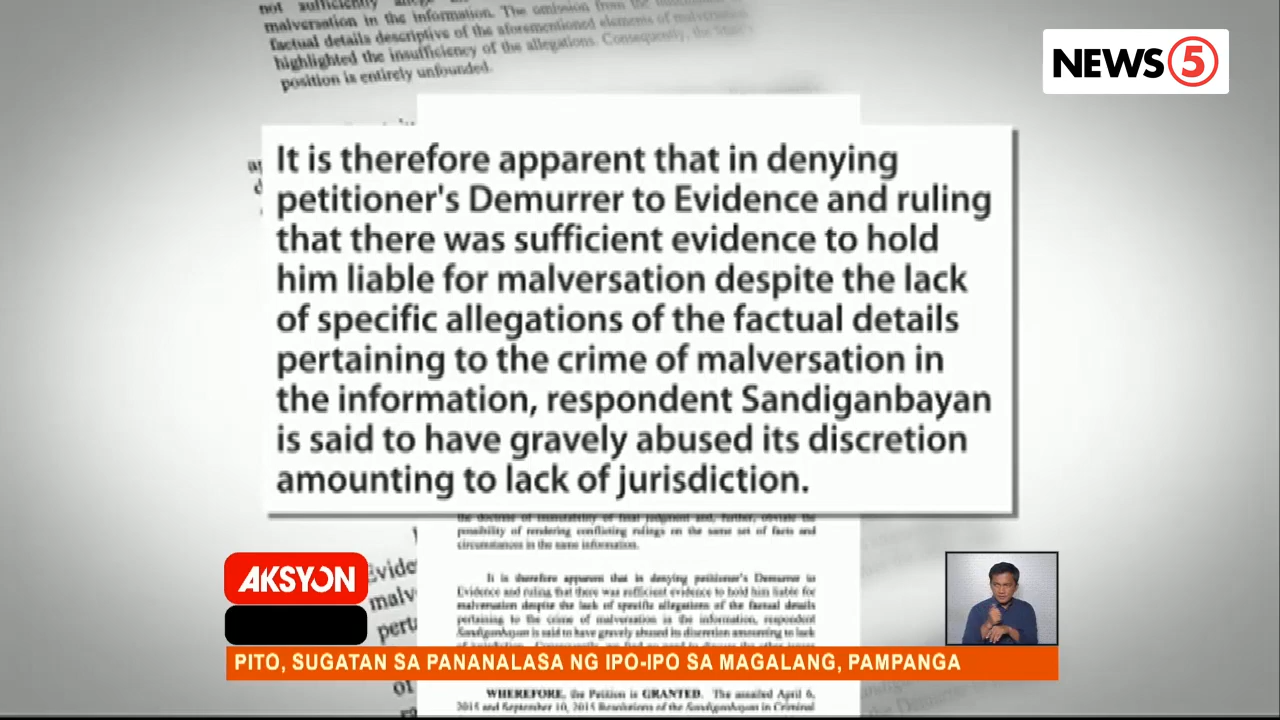 malversation in the information. The omission from the
factual details descriptive of the aforementioned elements of malversation
highlighted the insufficiency of the allegations. Consequently, the
position is entirely unfounded.
NEWS 5
It is therefore apparent that in denying
petitioner's Demurrer to Evidence and ruling
that there was sufficient evidence to hold
him liable for malversation despite the lack
of specific allegations of the factual details
pertaining to the crime of malversation in
the information, respondent Sandiganbayan
is said to have gravely abused its discretion
amounting to lack of jurisdiction.
the doctrine of immutability of final judgment and, further, obviate the
possibility of rendering conflicting rulings on the same set of facts and
circumstances in the same information.
It is therefore apparent that in denying petitioner's Demurrer to
Evidence and ruling that there was sufficient evidence to hold him liable for
malversation despite the lack of specific allegations of the factual details
pertaining to the crime of malversation in the information, respondent
Sandiganbayan is said to have gravely abused its discretion amounting to lack
AKSYON
PITO, SUGATAN SA PANANALASA NG IPO-IPO SA MAGALANG, PAMPANGA
WHEREFORE, the Petition is GRANTED. The assailed April 6,
2015 and September 10, 2015 Resolutions of the Sandiganbayan in Criminal